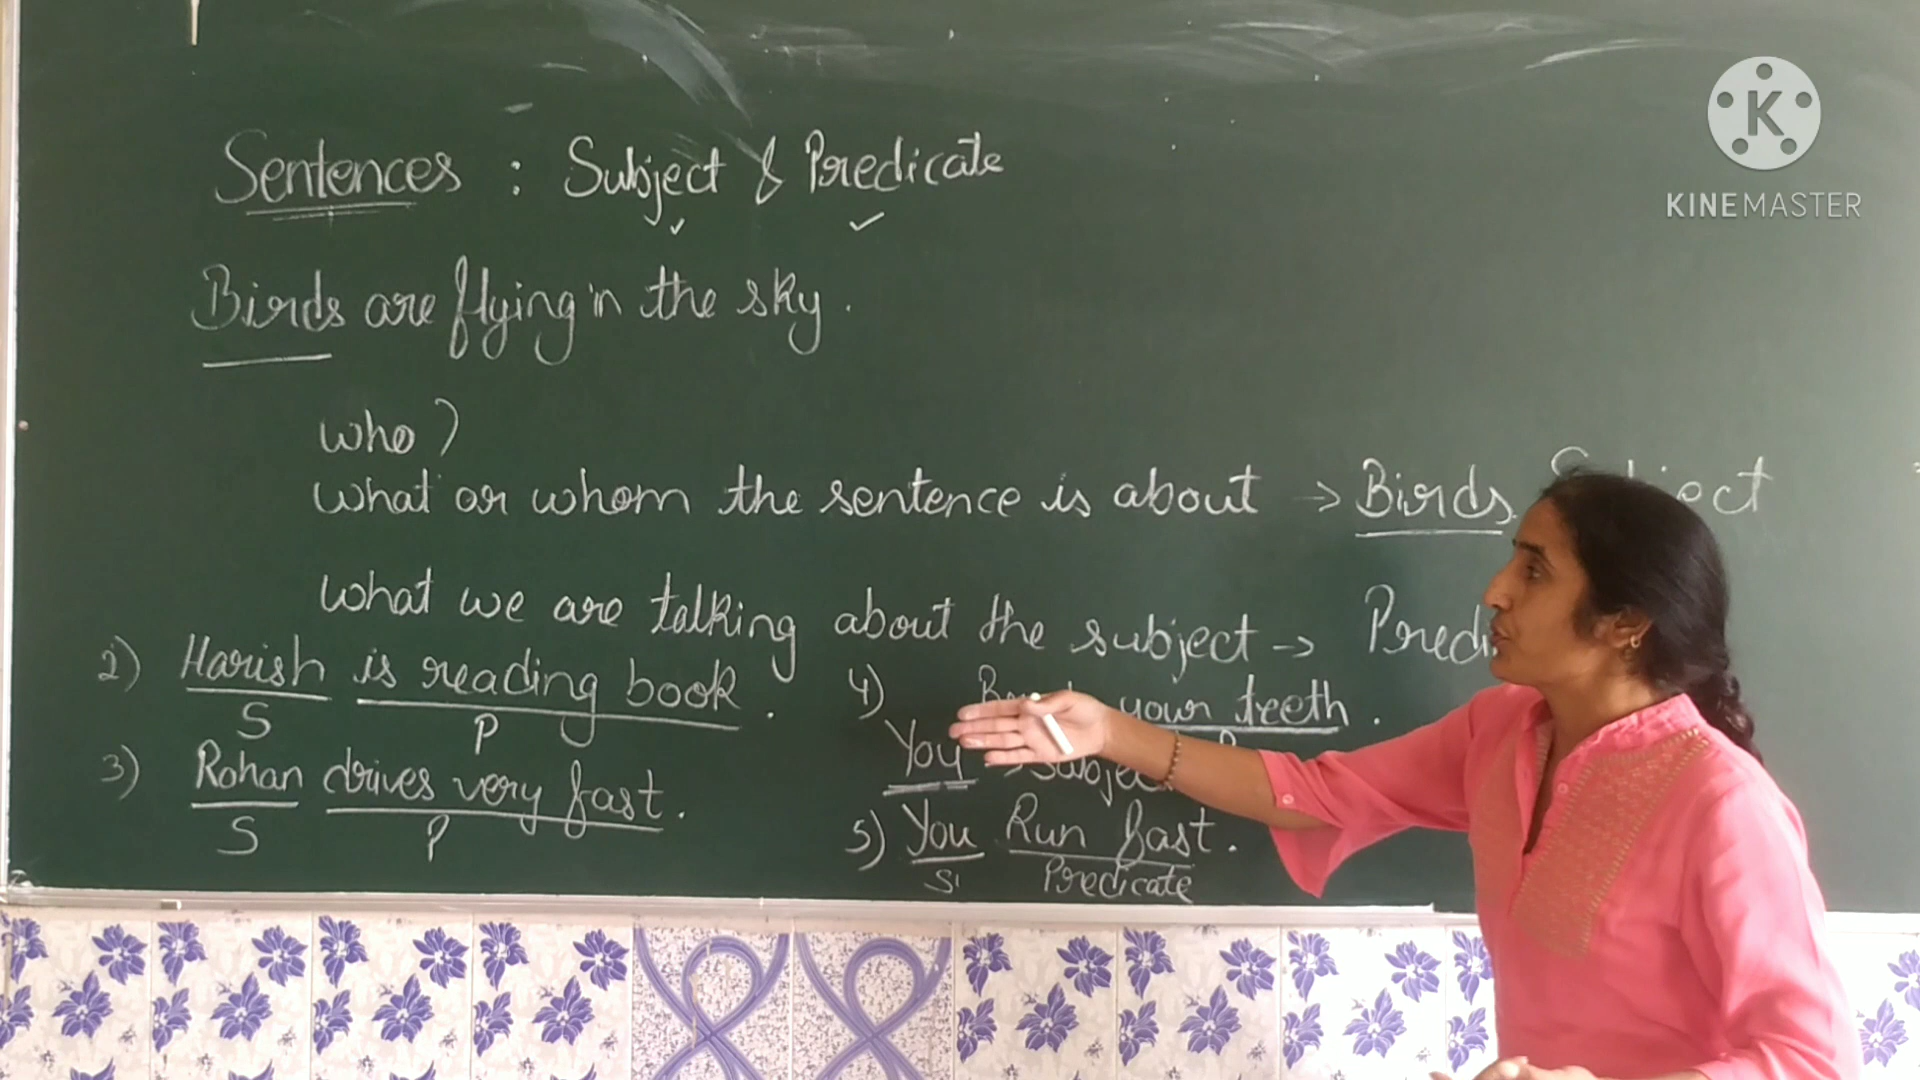 Sentences : Subject & Predicate
Birds are flying in the sky.
who?
what or whom the sentence is about → Birds
what we are talking about the subject →
2) Harish is reading book.
S P
3) Rohan drives very fast.
S P
4) your teeth.
You
5) You Run fast.
S Predicate
K
KINEMASTER